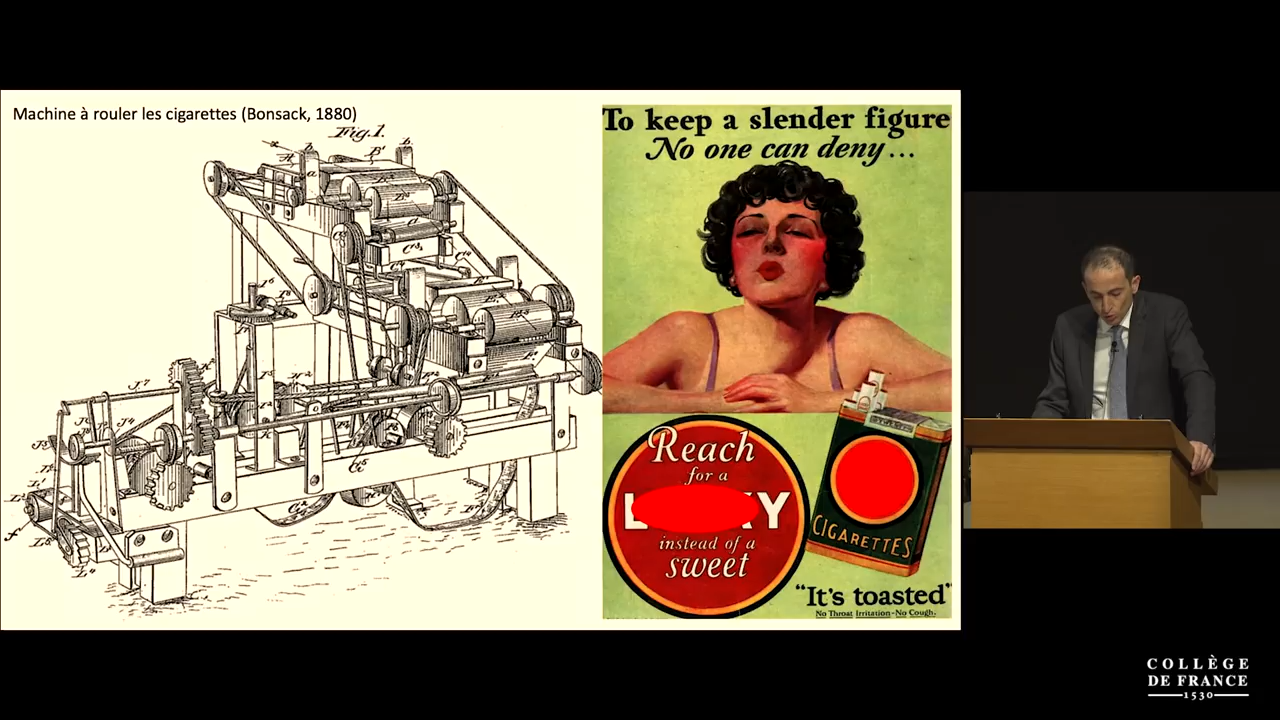 Machine à rouler les cigarettes (Bonsack, 1880)
Fig.1.
To keep a slender figure
No one can deny...
Reach
for a
instead of a
sweet
CIGARETTES
"It's toasted"
No Throat Irritation-No Cough.
COLLÈGE
DE FRANCE
1530